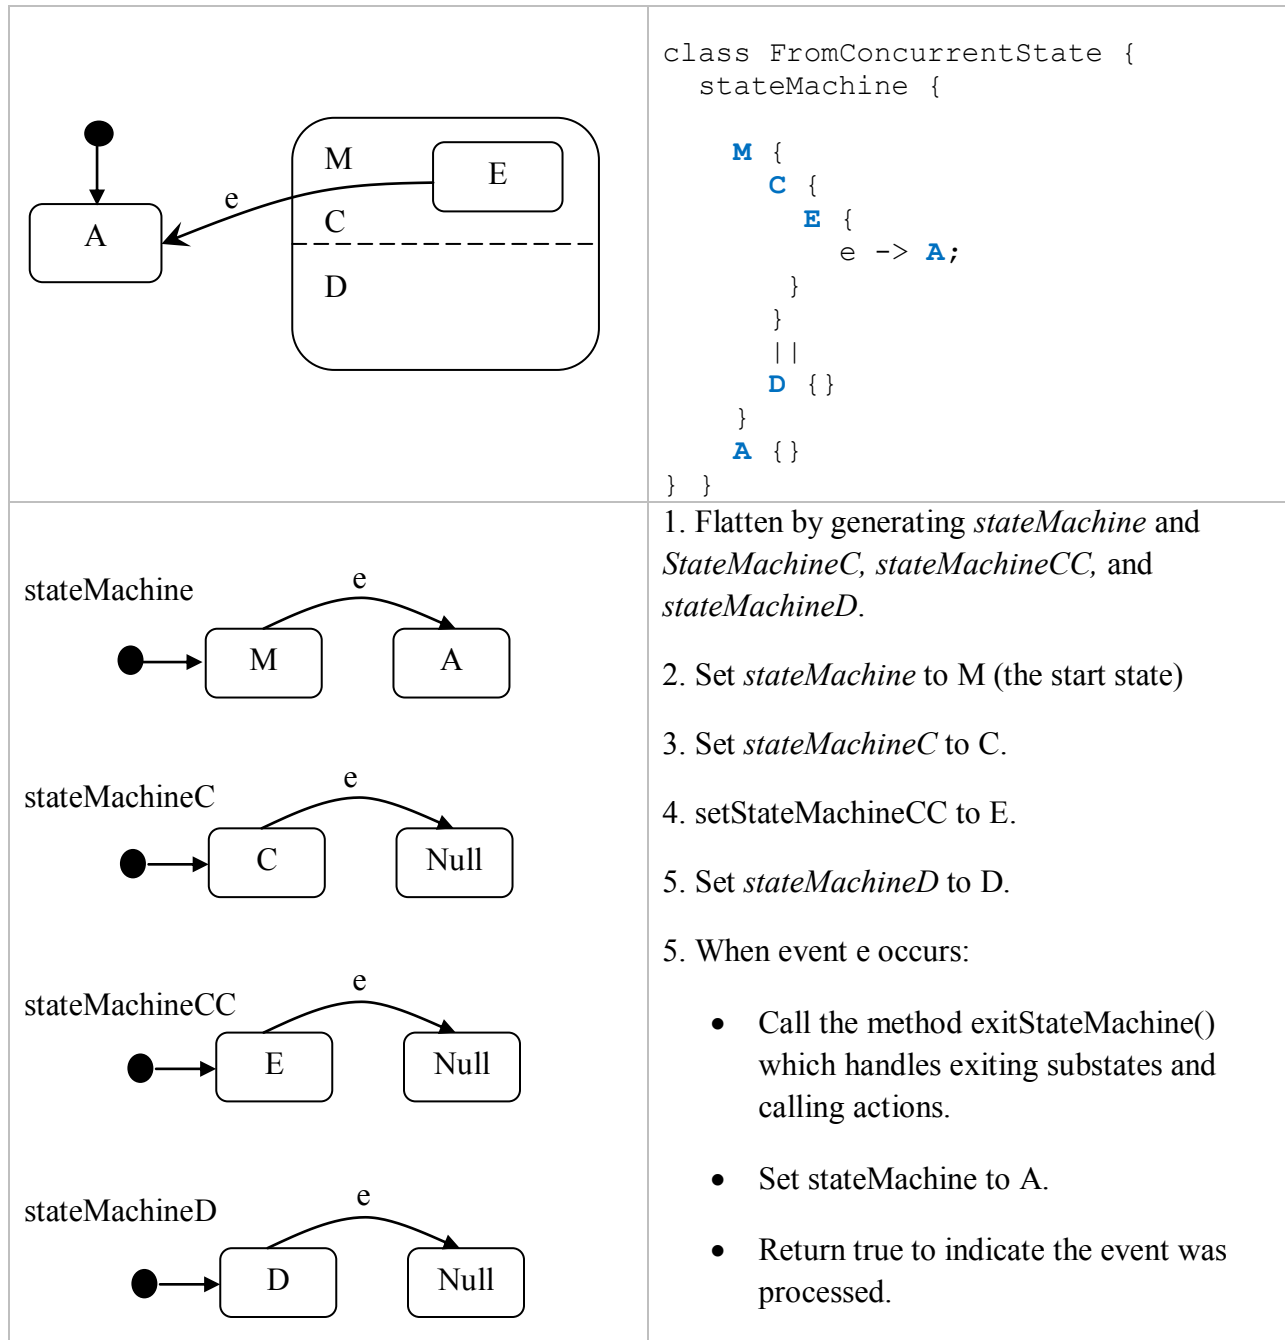 M
E
e
A
C
D
class FromConcurrentState {
stateMachine {
M {
C {
E {
e -> A;
}
}
||
D {}
}
A {}
} }
stateMachine
e
M
A
stateMachineC
e
C
Null
stateMachineCC
e
E
Null
stateMachineD
e
D
Null
1. Flatten by generating stateMachine and
StateMachineC, stateMachineCC, and
stateMachineD.
2. Set stateMachine to M (the start state)
3. Set stateMachineC to C.
4. setStateMachineCC to E.
5. Set stateMachineD to D.
5. When event e occurs:
• Call the method exitStateMachine()
which handles exiting substates and
calling actions.
• Set stateMachine to A.
• Return true to indicate the event was
processed.